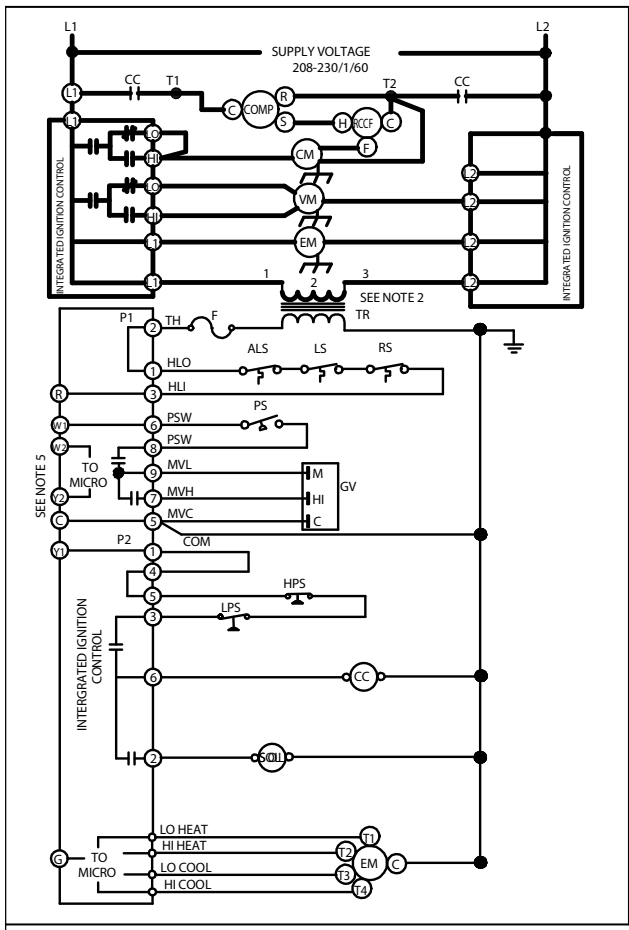 L1 L2
SUPPLY VOLTAGE
208-230/1/60
L1 CC T1 T2 CC
C COMP R
S H RCCF C
F
L1
LO
HI CM
LO
HI VM
L1 EM
L1 1 2 3
L2
L2
L2
L2
INTEGRATED IGNITION CONTROL
INTEGRATED IGNITION CONTROL
SEE NOTE 2
TR
P1 2 TH F
1 HLO ALS LS RS
R 3 HLI
W1 6 PSW PS
W2 8 PSW
TO
MICRO
9 MVL M
Y2 7 MVH HI GV
C 5 MVC C
SEE NOTE 5
COM
Y1 P2 1
4
5 HPS
3 LPS
INTERGRATED IGNITION
CONTROL
6 CC
2 SOL
LO HEAT T1
HI HEAT T2
G TO
MICRO
EM C
LO COOL T3
HI COOL T4